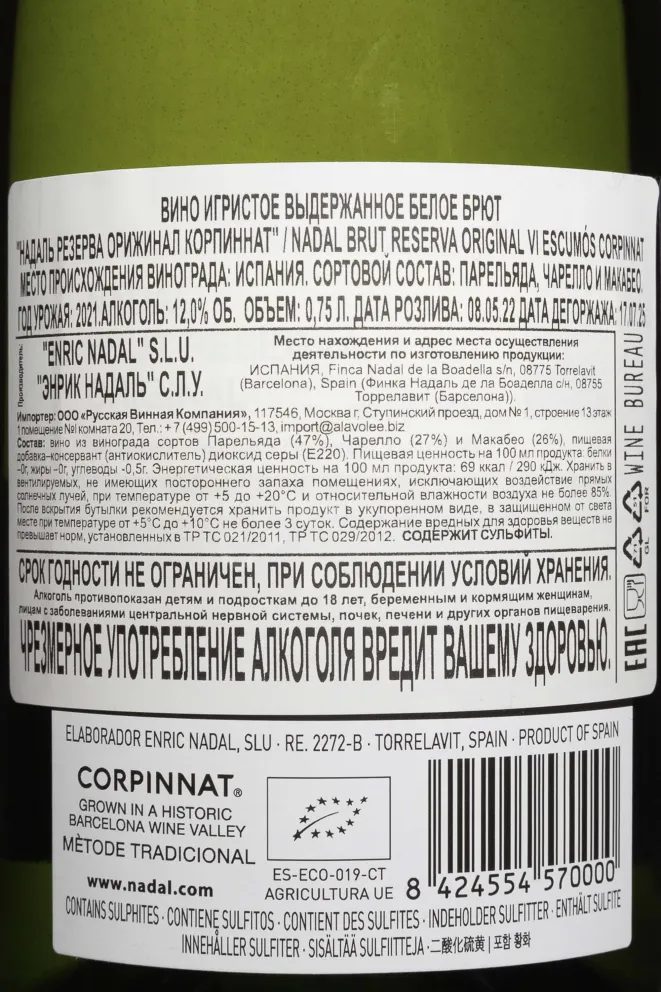 ВИНО ИГРИСТОЕ ВЫДЕРЖАННОЕ БЕЛОЕ БРЮТ
"НАДАЛЬ РЕЗЕРВА ОРИЖИНАЛ КОРПИННАТ" / NADAL BRUT RESERVA ORIGINAL VI ESCUMÓS CORPINNAT
МЕСТО ПРОИСХОЖДЕНИЯ ВИНОГРАДА: ИСПАНИЯ. СОРТОВОЙ СОСТАВ: ПАРЕЛЬЯДА, ЧАРЕЛЛО И МАКАБЕО.
ГОД УРОЖАЯ: 2021. АЛКОГОЛЬ: 12,0% ОБ. ОБЪЕМ: 0,75 Л. ДАТА РОЗЛИВА: 08.05.22 ДАТА ДЕГОРЖАЖА: 17.07.25
Производитель:
"ENRIC NADAL" S.L.U.
"ЭНРИК НАДАЛЬ" С.Л.У.
Место нахождения и адрес места осуществления
деятельности по изготовлению продукции:
ИСПАНИЯ, Finca Nadal de la Boadella s/n, 08775 Torrelavit
(Barcelona), Spain (Финка Надаль де ла Боаделла с/н, 08755
Торрелавит (Барселона)).
Импортер: ООО «Русская Винная Компания», 117546, Москва г. Ступинский проезд, дом № 1, строение 13 этаж
1 помещение №I комната 20, Тел.: +7 (499) 500-15-13, import@alavolee.biz
Состав: вино из винограда сортов Парельяда (47%), Чарелло (27%) и Макабео (26%), пищевая
добавка-консервант (антиокислитель) диоксид серы (E220). Пищевая ценность на 100 мл продукта: белки
-0г, жиры -0г, углеводы -0,5г. Энергетическая ценность на 100 мл продукта: 69 ккал / 290 кДж. Хранить в
вентилируемых, не имеющих постороннего запаха помещениях, исключающих воздействие прямых
солнечных лучей, при температуре от +5 до +20°C и относительной влажности воздуха не более 85%.
После вскрытия бутылки рекомендуется хранить продукт в укупоренном виде, в защищенном от света
месте при температуре от +5°C до +10°C не более 3 суток. Содержание вредных для здоровья веществ не
превышает норм, установленных в ТР ТС 021/2011, ТР ТС 029/2012. СОДЕРЖИТ СУЛЬФИТЫ.
СРОК ГОДНОСТИ НЕ ОГРАНИЧЕН, ПРИ СОБЛЮДЕНИИ УСЛОВИЙ ХРАНЕНИЯ.
Алкоголь противопоказан детям и подросткам до 18 лет, беременным и кормящим женщинам,
лицам с заболеваниями центральной нервной системы, почек, печени и других органов пищеварения.
ЧРЕЗМЕРНОЕ УПОТРЕБЛЕНИЕ АЛКОГОЛЯ ВРЕДИТ ВАШЕМУ ЗДОРОВЬЮ.
WINE BUREAU
GL
FOR
EAC
ELABORADOR ENRIC NADAL, SLU · RE. 2272-B · TORRELAVIT, SPAIN · PRODUCT OF SPAIN
CORPINNAT®
GROWN IN A HISTORIC
BARCELONA WINE VALLEY
MÈTODE TRADICIONAL
www.nadal.com
ES-ECO-019-CT
AGRICULTURA UE
8 424554 570000
CONTAINS SULPHITES · CONTIENE SULFITOS · CONTIENT DES SULFITES · INDEHOLDER SULFITTER · ENTHÄLT SULFITE
INNEHÅLLER SULFITER · SISÄLTÄÄ SULFIITTEJA · 二酸化硫黄 | 포함 황화